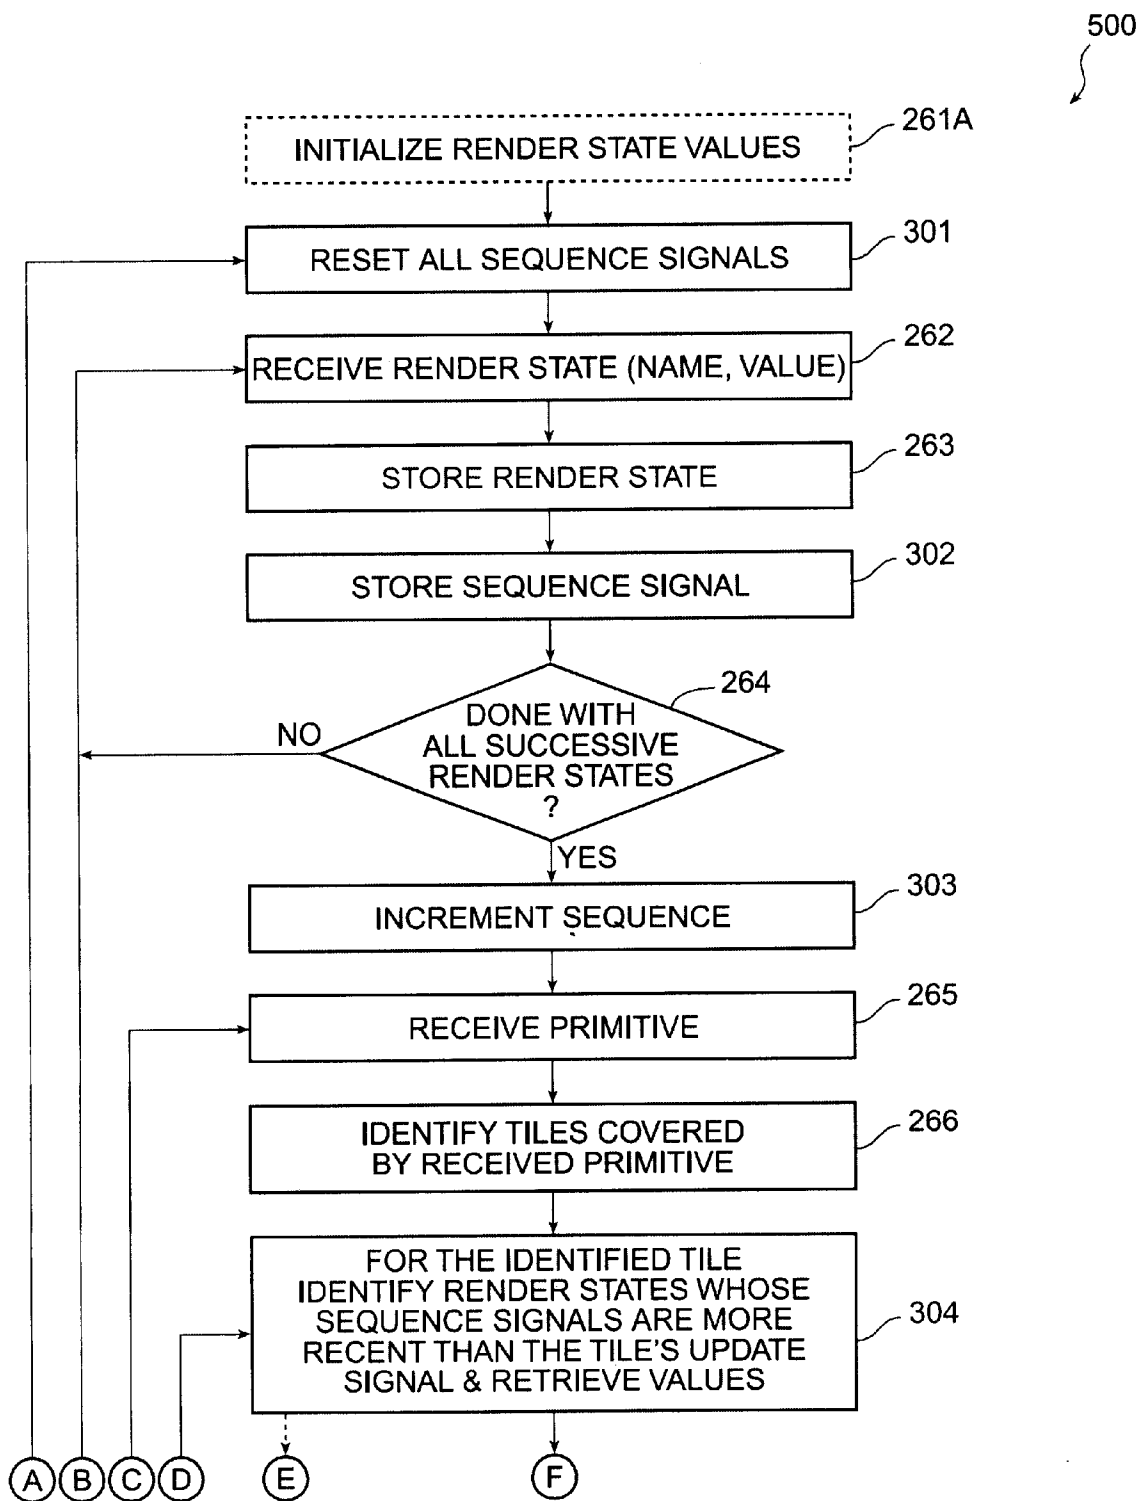 500
261A
INITIALIZE RENDER STATE VALUES
301
RESET ALL SEQUENCE SIGNALS
262
RECEIVE RENDER STATE (NAME, VALUE)
263
STORE RENDER STATE
302
STORE SEQUENCE SIGNAL
264
DONE WITH
ALL SUCCESSIVE
RENDER STATES
?
NO
YES
303
INCREMENT SEQUENCE
265
RECEIVE PRIMITIVE
266
IDENTIFY TILES COVERED
BY RECEIVED PRIMITIVE
304
FOR THE IDENTIFIED TILE
IDENTIFY RENDER STATES WHOSE
SEQUENCE SIGNALS ARE MORE
RECENT THAN THE TILE'S UPDATE
SIGNAL & RETRIEVE VALUES
A B C D E F